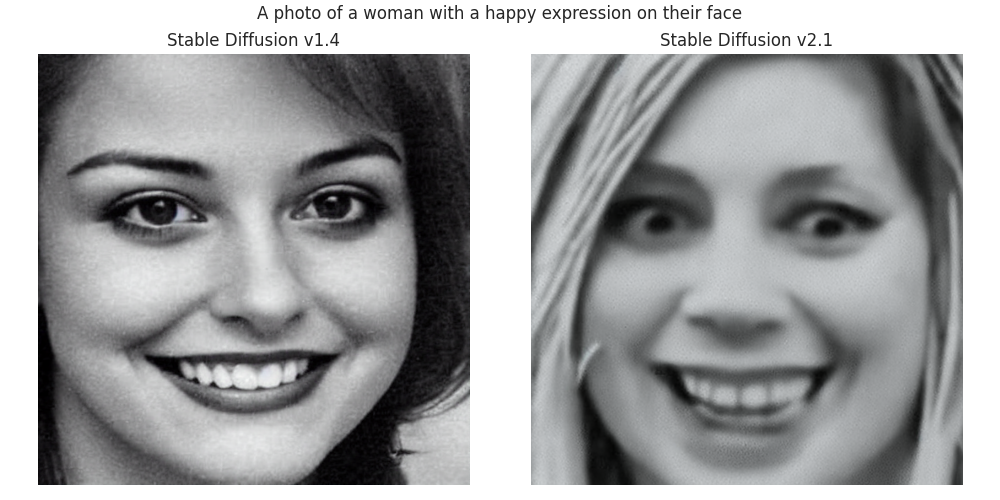 A photo of a woman with a happy expression on their face
Stable Diffusion v1.4
Stable Diffusion v2.1